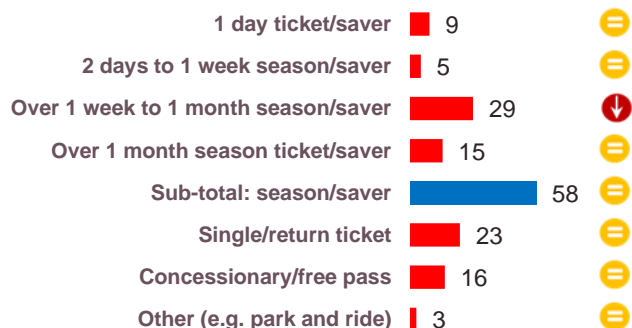 1 day ticket/saver 9
2 days to 1 week season/saver 5
Over 1 week to 1 month season/saver 29
Over 1 month season ticket/saver 15
Sub-total: season/saver 58
Single/return ticket 23
Concessionary/free pass 16
Other (e.g. park and ride) 3